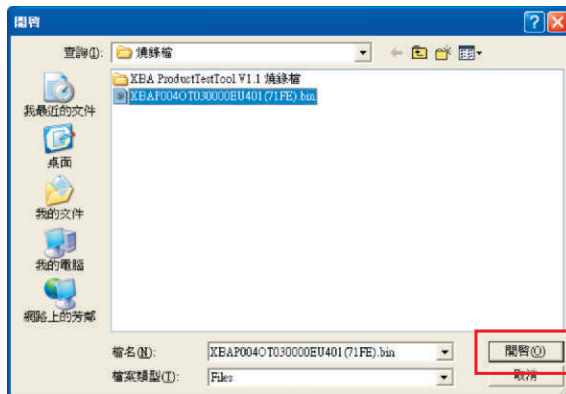 開啓
查詢(I): 燒錄檔
XBA ProductTestTool V1.1 燒錄檔
XBAP004OT030000EU401(71FE).bin
我最近的文件
桌面
我的文件
我的電腦
網路上的芳鄰
檔名(N): XBAP004OT030000EU401(71FE).bin 開啓(O)
檔案類型(T): Files 取消